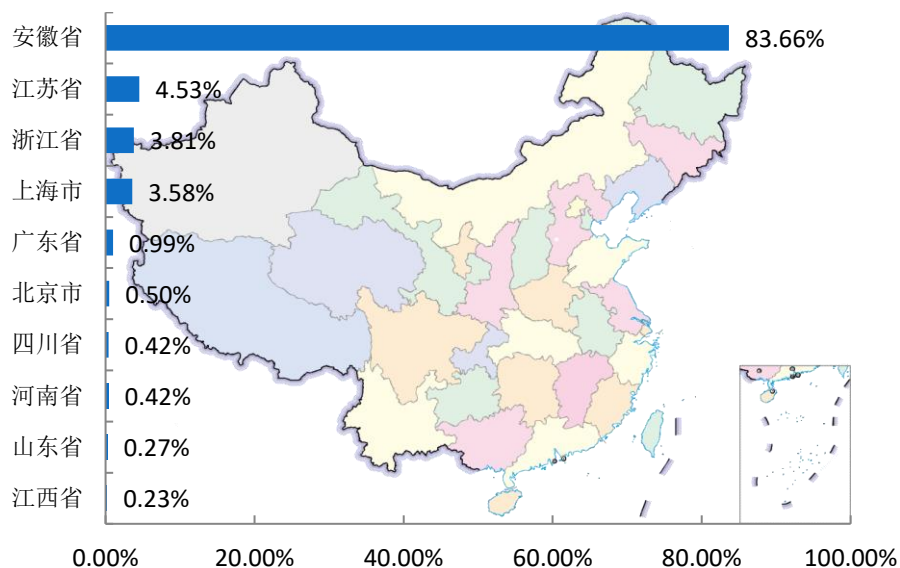 安徽省 83.66%
江苏省 4.53%
浙江省 3.81%
上海市 3.58%
广东省 0.99%
北京市 0.50%
四川省 0.42%
河南省 0.42%
山东省 0.27%
江西省 0.23%
0.00% 20.00% 40.00% 60.00% 80.00% 100.00%